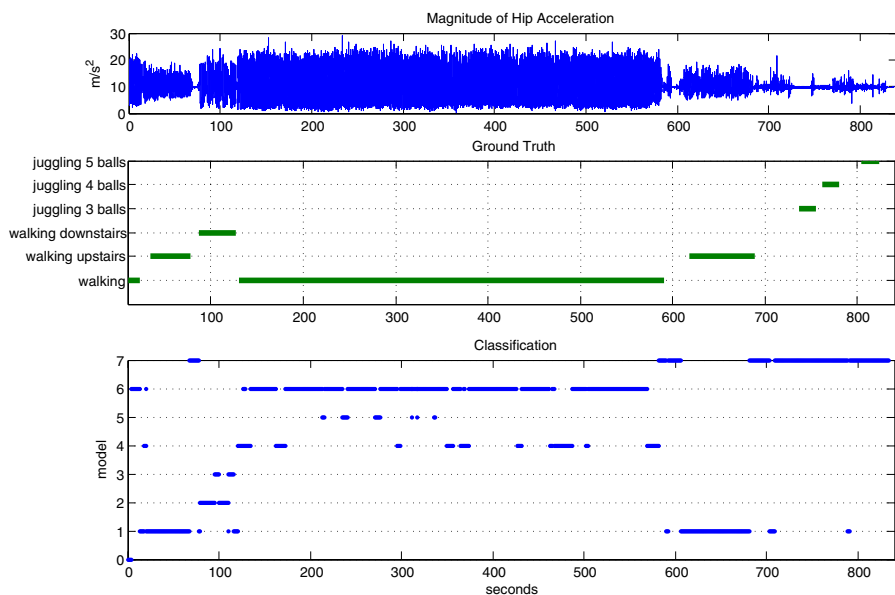 Magnitude of Hip Acceleration
30
20
10
0
m/s²
100 200 300 400 500 600 700 800
Ground Truth
juggling 5 balls
juggling 4 balls
juggling 3 balls
walking downstairs
walking upstairs
walking
100 200 300 400 500 600 700 800
Classification
7
6
5
4
3
2
1
0
model
0 100 200 300 400 500 600 700 800
seconds